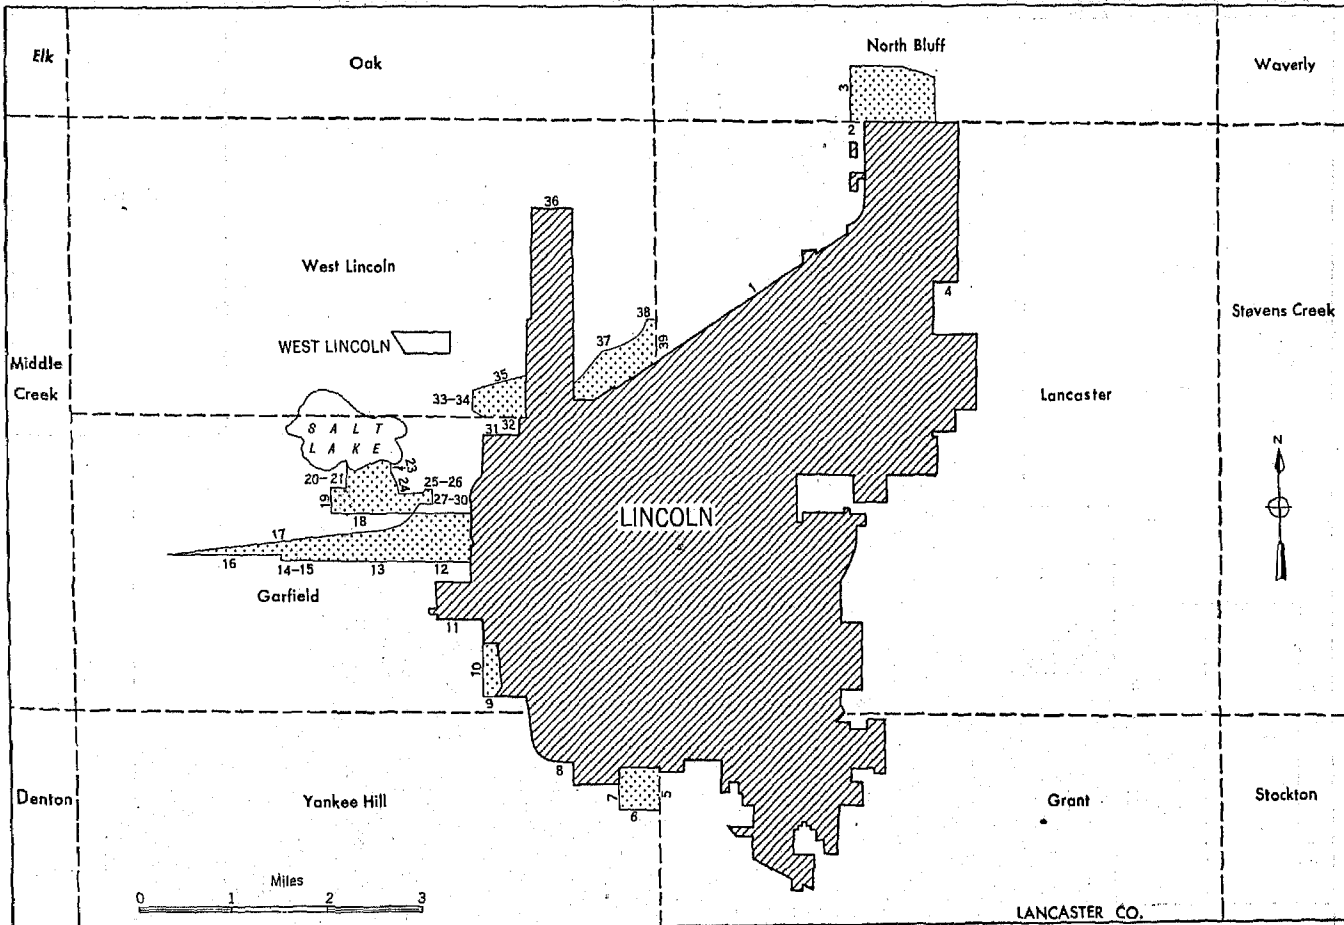 Elk
Oak
North Bluff
Waverly
3
2
36
West Lincoln
1
4
Stevens Creek
38
37
39
WEST LINCOLN
Middle
Creek
35
33-34
Lancaster
SALT
LAKE
31
32
N
20-21
23
25-26
24
27-30
19
18
LINCOLN
17
16
14-15
13
12
Garfield
11
10
9
8
7
5
6
Denton
Yankee Hill
Grant
Stockton
Miles
0 1 2 3
LANCASTER CO.